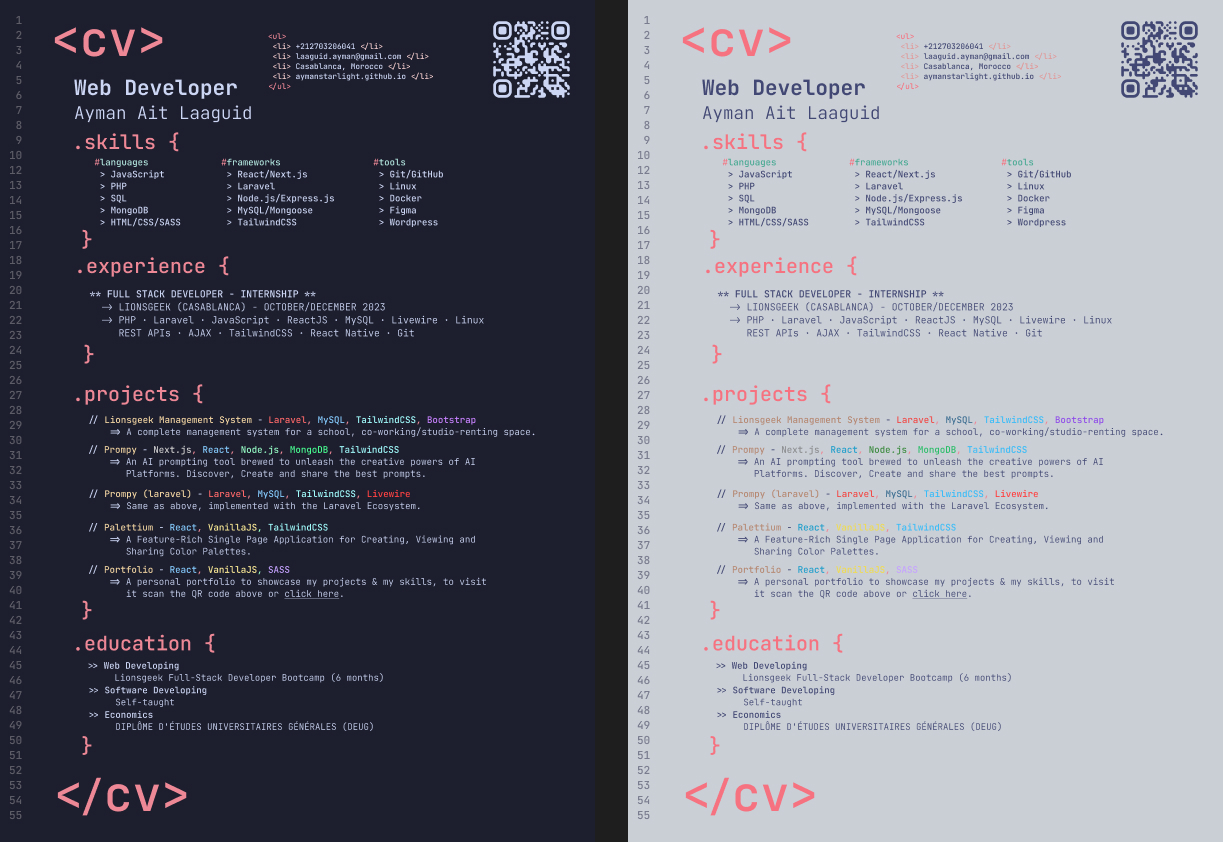 1
2
3
4
5
6
7
8
9
10
12
13
14
15
16
17
18
19
20
21
22
23
24
25
26
27
28
29
30
31
32
33
34
35
36
37
38
39
40
41
42
43
44
45
46
47
48
49
50
51
52
53
54
55
<cv>
<ul>
<li> +212703206041 </li>
<li> laaguid.ayman@gmail.com </li>
<li> Casablanca, Morocco </li>
<li> aymanstarlight.github.io </li>
</ul>
Web Developer
Ayman Ait Laaguid
.skills {
#languages
> JavaScript
> PHP
> SQL
> MongoDB
> HTML/CSS/SASS
#frameworks
> React/Next.js
> Laravel
> Node.js/Express.js
> MySQL/Mongoose
> TailwindCSS
#tools
> Git/GitHub
> Linux
> Docker
> Figma
> Wordpress
}
.experience {
** FULL STACK DEVELOPER - INTERNSHIP **
→ LIONSGEEK (CASABLANCA) - OCTOBER/DECEMBER 2023
→ PHP · Laravel · JavaScript · ReactJS · MySQL · Livewire · Linux
REST APIs · AJAX · TailwindCSS · React Native · Git
}
.projects {
// Lionsgeek Management System - Laravel, MySQL, TailwindCSS, Bootstrap
⇒ A complete management system for a school, co-working/studio-renting space.
// Prompy - Next.js, React, Node.js, MongoDB, TailwindCSS
⇒ An AI prompting tool brewed to unleash the creative powers of AI
Platforms. Discover, Create and share the best prompts.
// Prompy (laravel) - Laravel, MySQL, TailwindCSS, Livewire
⇒ Same as above, implemented with the Laravel Ecosystem.
// Palettium - React, VanillaJS, TailwindCSS
⇒ A Feature-Rich Single Page Application for Creating, Viewing and
Sharing Color Palettes.
// Portfolio - React, VanillaJS, SASS
⇒ A personal portfolio to showcase my projects & my skills, to visit
it scan the QR code above or click here.
}
.education {
>> Web Developing
Lionsgeek Full-Stack Developer Bootcamp (6 months)
>> Software Developing
Self-taught
>> Economics
DIPLÔME D'ÉTUDES UNIVERSITAIRES GÉNÉRALES (DEUG)
}
</cv>
1
2
3
4
5
6
7
8
9
10
12
13
14
15
16
17
18
19
20
21
22
23
24
25
26
27
28
29
30
31
32
33
34
35
36
37
38
39
40
41
42
43
44
45
46
47
48
49
50
51
52
53
54
55
<cv>
<ul>
<li> +212703206041 </li>
<li> laaguid.ayman@gmail.com </li>
<li> Casablanca, Morocco </li>
<li> aymanstarlight.github.io </li>
</ul>
Web Developer
Ayman Ait Laaguid
.skills {
#languages
> JavaScript
> PHP
> SQL
> MongoDB
> HTML/CSS/SASS
#frameworks
> React/Next.js
> Laravel
> Node.js/Express.js
> MySQL/Mongoose
> TailwindCSS
#tools
> Git/GitHub
> Linux
> Docker
> Figma
> Wordpress
}
.experience {
** FULL STACK DEVELOPER - INTERNSHIP **
→ LIONSGEEK (CASABLANCA) - OCTOBER/DECEMBER 2023
→ PHP · Laravel · JavaScript · ReactJS · MySQL · Livewire · Linux
REST APIs · AJAX · TailwindCSS · React Native · Git
}
.projects {
// Lionsgeek Management System - Laravel, MySQL, TailwindCSS, Bootstrap
⇒ A complete management system for a school, co-working/studio-renting space.
// Prompy - Next.js, React, Node.js, MongoDB, TailwindCSS
⇒ An AI prompting tool brewed to unleash the creative powers of AI
Platforms. Discover, Create and share the best prompts.
// Prompy (laravel) - Laravel, MySQL, TailwindCSS, Livewire
⇒ Same as above, implemented with the Laravel Ecosystem.
// Palettium - React, VanillaJS, TailwindCSS
⇒ A Feature-Rich Single Page Application for Creating, Viewing and
Sharing Color Palettes.
// Portfolio - React, VanillaJS, SASS
⇒ A personal portfolio to showcase my projects & my skills, to visit
it scan the QR code above or click here.
}
.education {
>> Web Developing
Lionsgeek Full-Stack Developer Bootcamp (6 months)
>> Software Developing
Self-taught
>> Economics
DIPLÔME D'ÉTUDES UNIVERSITAIRES GÉNÉRALES (DEUG)
}
</cv>